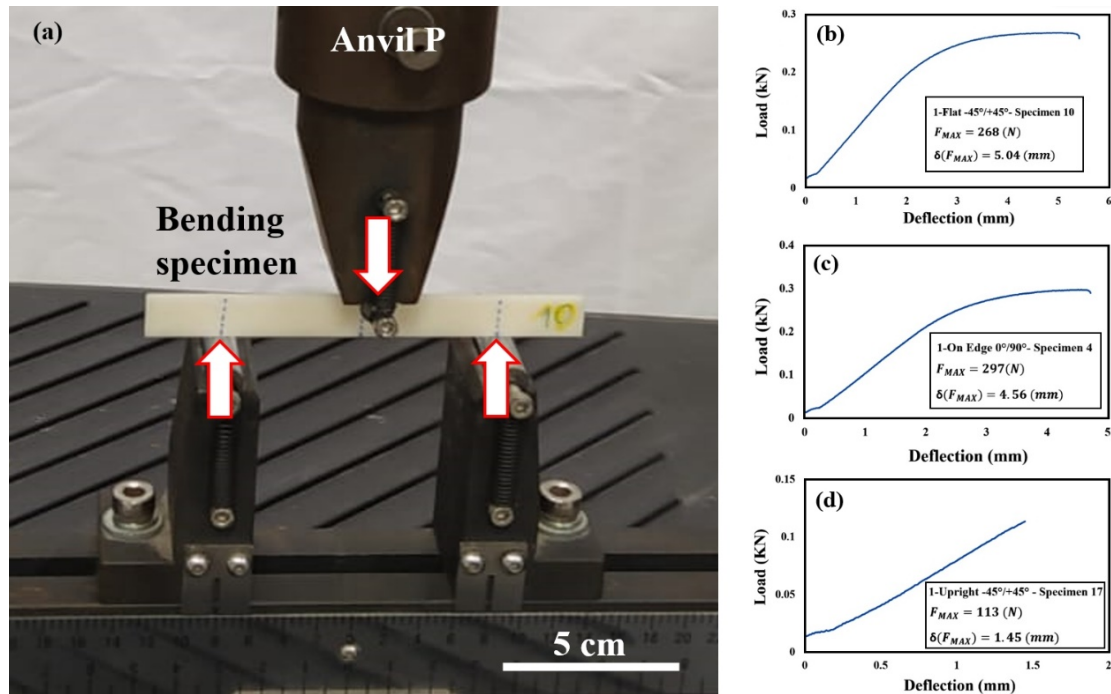 (a)
Anvil P
Bending
specimen
10
5 cm
(b)
Load (kN)
0.3
0.2
0.1
0
1-Flat -45°/+45°- Specimen 10
F_MAX = 268 (N)
δ(F_MAX) = 5.04 (mm)
0 1 2 3 4 5 6
Deflection (mm)
(c)
Load (kN)
0.4
0.3
0.2
0.1
0
1-On Edge 0°/90°- Specimen 4
F_MAX = 297(N)
δ(F_MAX) = 4.56 (mm)
0 1 2 3 4 5
Deflection (mm)
(d)
Load (KN)
0.15
0.1
0.05
0
1-Upright -45°/+45° - Specimen 17
F_MAX = 113 (N)
δ(F_MAX) = 1.45 (mm)
0 0.5 1 1.5 2
Deflection (mm)